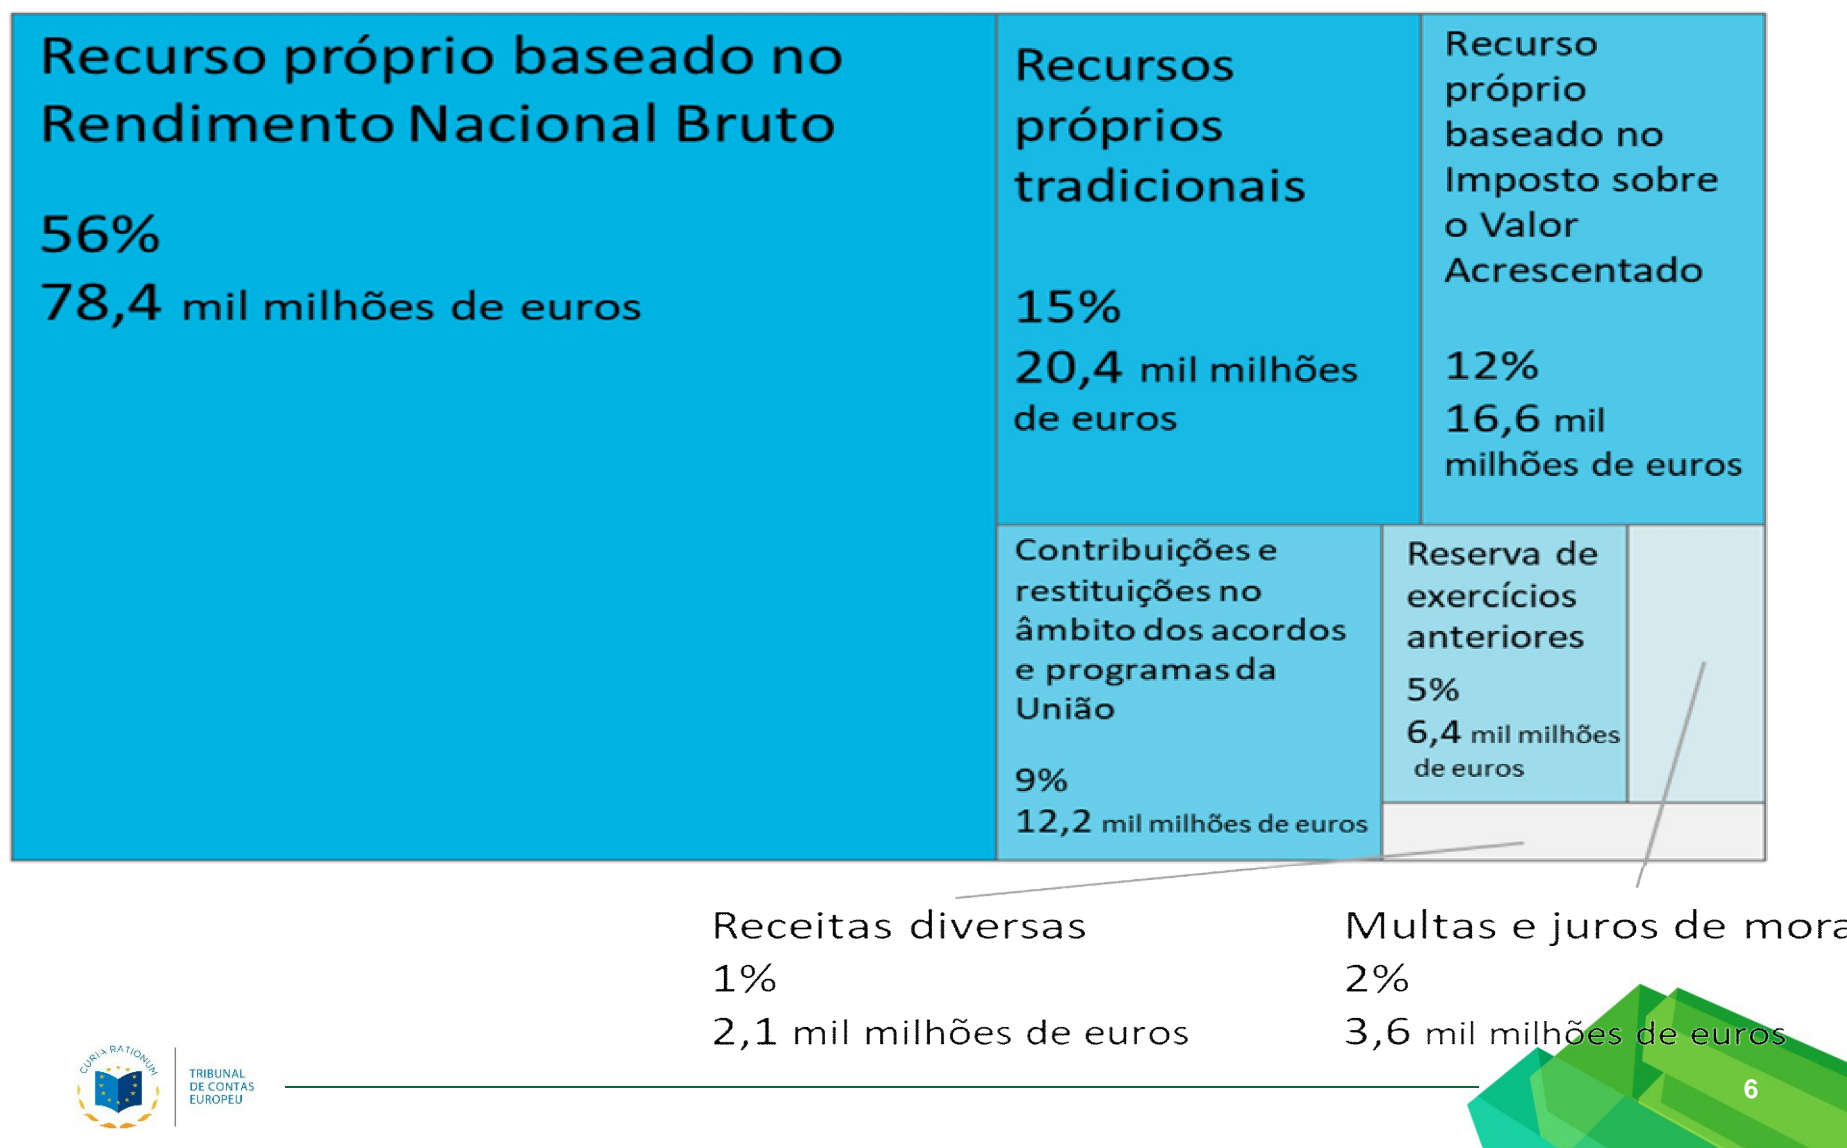 Recurso próprio baseado no
Rendimento Nacional Bruto
56%
78,4 mil milhões de euros
Recursos
próprios
tradicionais
15%
20,4 mil milhões
de euros
Recurso
próprio
baseado no
Imposto sobre
o Valor
Acrescentado
12%
16,6 mil
milhões de euros
Contribuições e
restituições no
âmbito dos acordos
e programas da
União
9%
12,2 mil milhões de euros
Reserva de
exercícios
anteriores
5%
6,4 mil milhões
de euros
Receitas diversas
1%
2,1 mil milhões de euros
Multas e juros de mora
2%
3,6 mil milhões de euros
CURIA RATIONUM
TRIBUNAL
DE CONTAS
EUROPEU
6